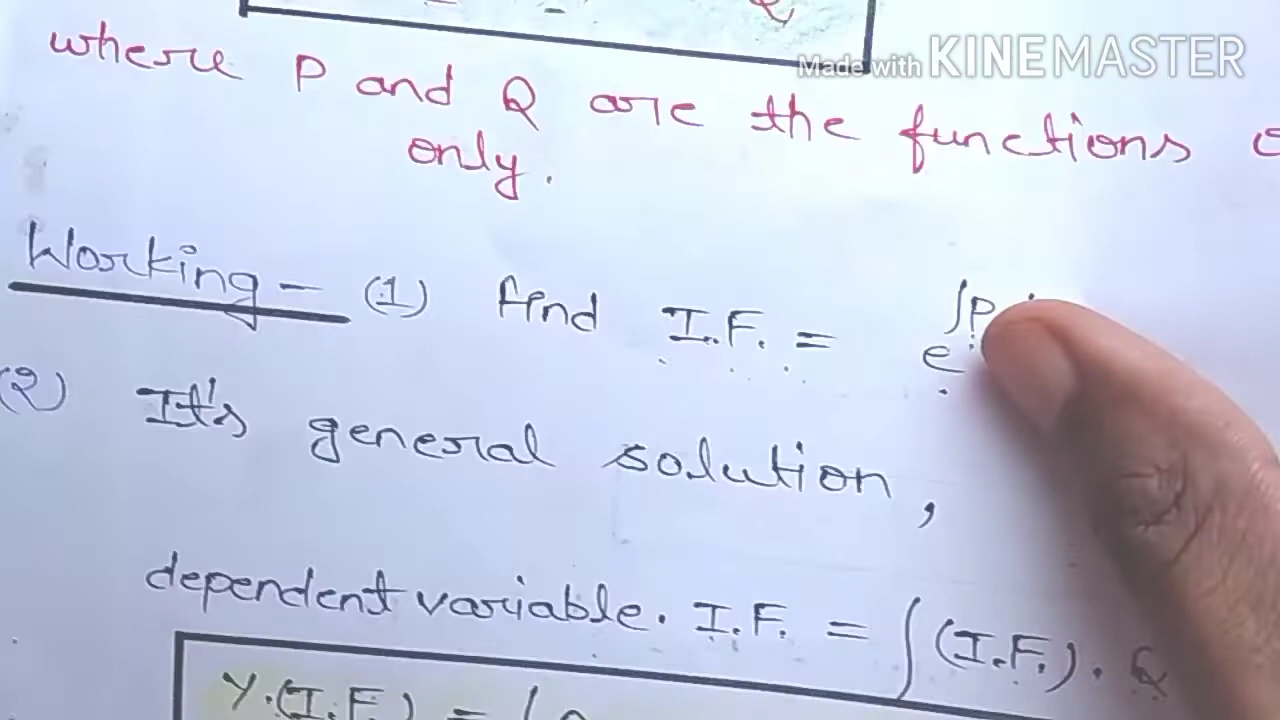 Q
Made with KINEMASTER
where P and Q are the functions
only.
Working - (1) find I.F. = e^∫P
(2) It's general solution,
dependent variable. I.F. = ∫(I.F.). Q
y.(I.F.) = ∫